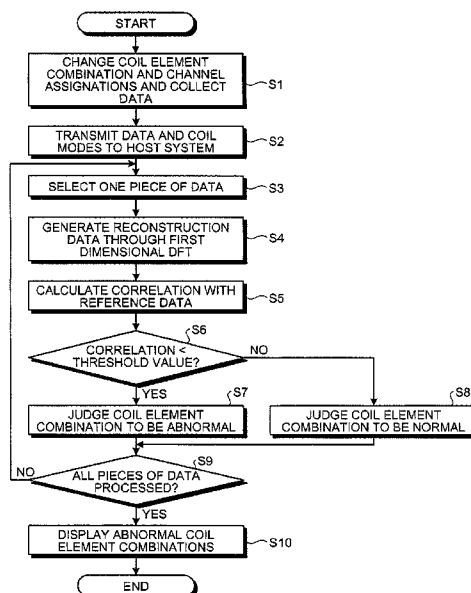 START
CHANGE COIL ELEMENT
COMBINATION AND CHANNEL
ASSIGNMENTS AND COLLECT
DATA
S1
TRANSMIT DATA AND COIL
MODES TO HOST SYSTEM
S2
SELECT ONE PIECE OF DATA
S3
GENERATE RECONSTRUCTION
DATA THROUGH FIRST
DIMENSIONAL DFT
S4
CALCULATE CORRELATION WITH
REFERENCE DATA
S5
S6
CORRELATION <
THRESHOLD VALUE?
NO
YES
S7
JUDGE COIL ELEMENT
COMBINATION TO BE ABNORMAL
S8
JUDGE COIL ELEMENT
COMBINATION TO BE NORMAL
S9
NO
ALL PIECES OF DATA
PROCESSED?
YES
DISPLAY ABNORMAL COIL
ELEMENT COMBINATIONS
S10
END